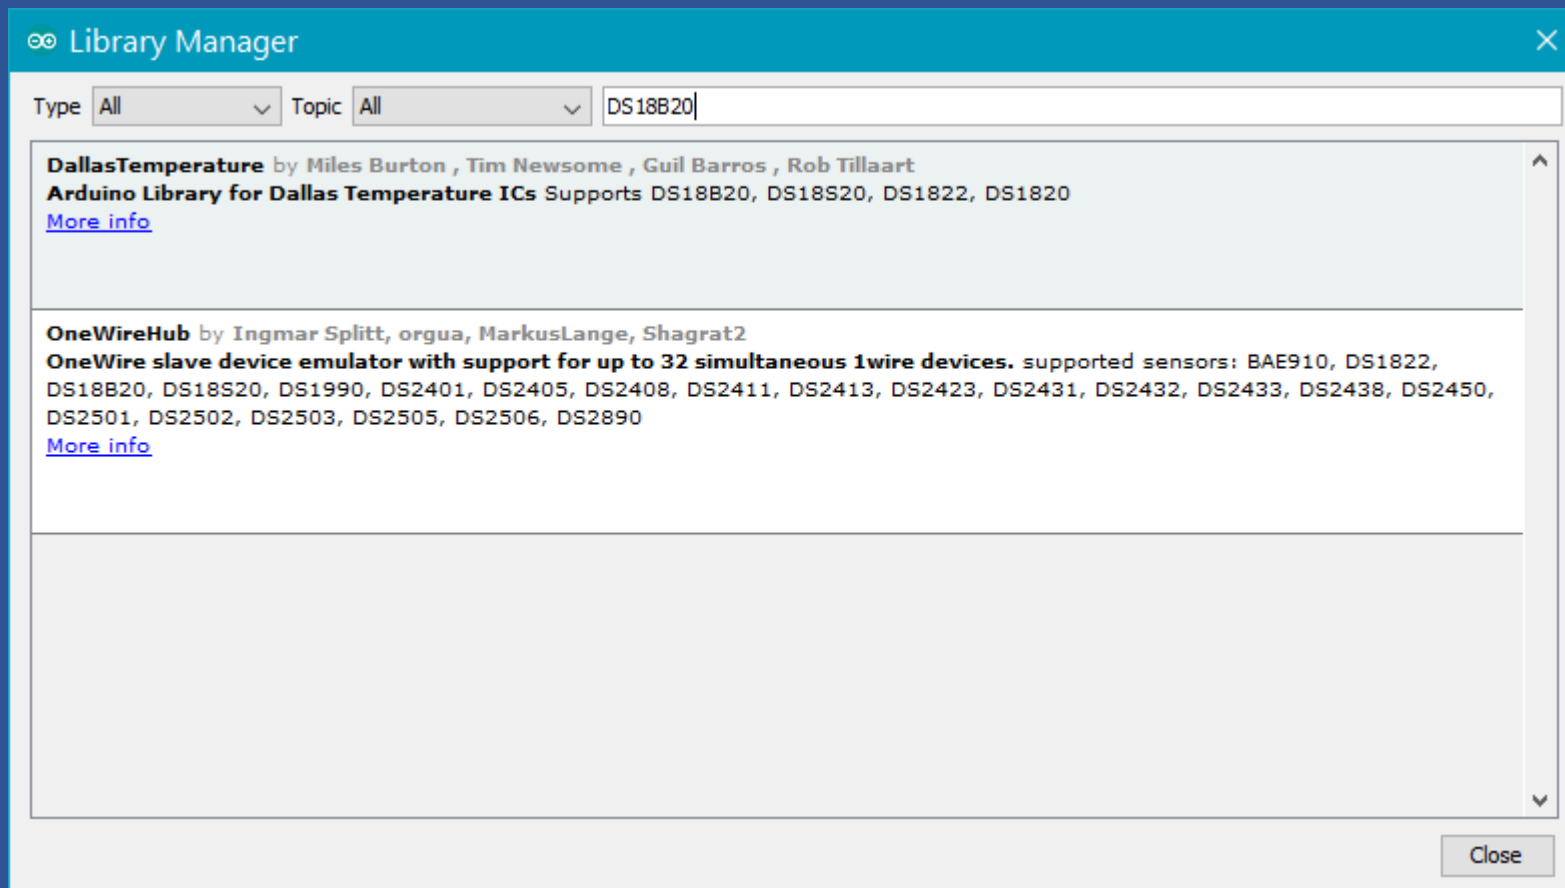 Library Manager
Type All Topic All DS18B20
DallasTemperature by Miles Burton , Tim Newsome , Guil Barros , Rob Tillaart
Arduino Library for Dallas Temperature ICs Supports DS18B20, DS18S20, DS1822, DS1820
More info
OneWireHub by Ingmar Splitt, orgua, MarkusLange, Shagrat2
OneWire slave device emulator with support for up to 32 simultaneous 1wire devices. supported sensors: BAE910, DS1822,
DS18B20, DS18S20, DS1990, DS2401, DS2405, DS2408, DS2411, DS2413, DS2423, DS2431, DS2432, DS2433, DS2438, DS2450,
DS2501, DS2502, DS2503, DS2505, DS2506, DS2890
More info
Close